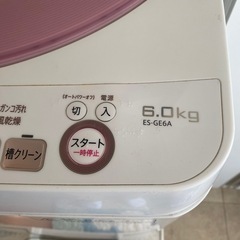 (オートパワーオフ) 電源
切 入
6.0kg
ES-GE6A
ガンコ汚れ
風乾燥
槽クリーン
スタート
一時停止